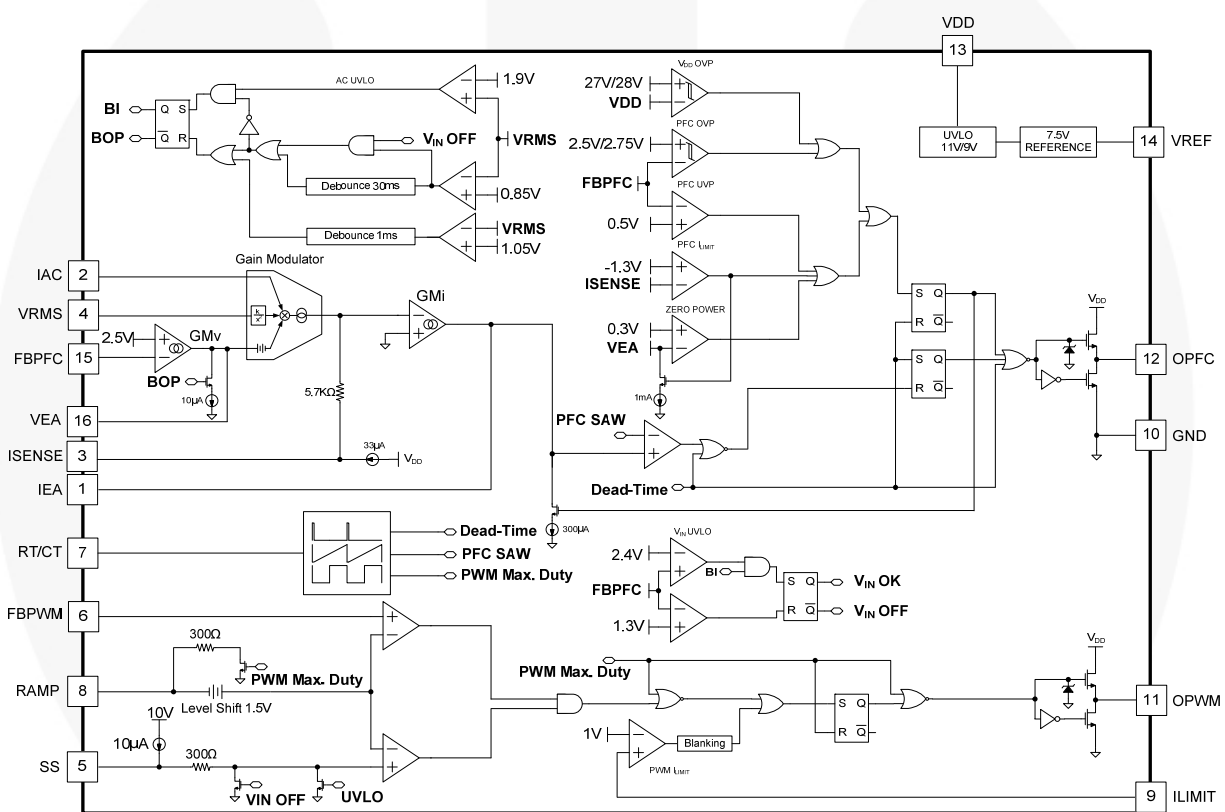 VDD
13
AC UVLO
1.9V
BI
BOP
Q S
Q R
VIN OFF
VRMS
Debounce 30ms
0.85V
Debounce 1ms
VRMS
1.05V
VDD OVP
27V/28V
VDD
PFC OVP
2.5V/2.75V
FBPFC
PFC UVP
0.5V
PFC ILIMIT
-1.3V
ISENSE
ZERO POWER
0.3V
VEA
1mA
UVLO
11V/9V
7.5V
REFERENCE
14
VREF
Gain Modulator
IAC
2
VRMS
4
k
x²
GMi
2.5V
GMv
FBPFC
15
BOP
10µA
5.7KΩ
VEA
16
ISENSE
3
33µA
VDD
IEA
1
PFC SAW
Dead-Time
S Q
R Q
S Q
R Q
VDD
12
OPFC
10
GND
300µA
RT/CT
7
Dead-Time
PFC SAW
PWM Max. Duty
VIN UVLO
2.4V
BI
FBPFC
1.3V
S Q
R Q
VIN OK
VIN OFF
FBPWM
6
300Ω
PWM Max. Duty
RAMP
8
Level Shift 1.5V
10V
10µA
300Ω
SS
5
VIN OFF
UVLO
PWM Max. Duty
1V
Blanking
PWM ILIMIT
S Q
R Q
VDD
11
OPWM
9
ILIMIT